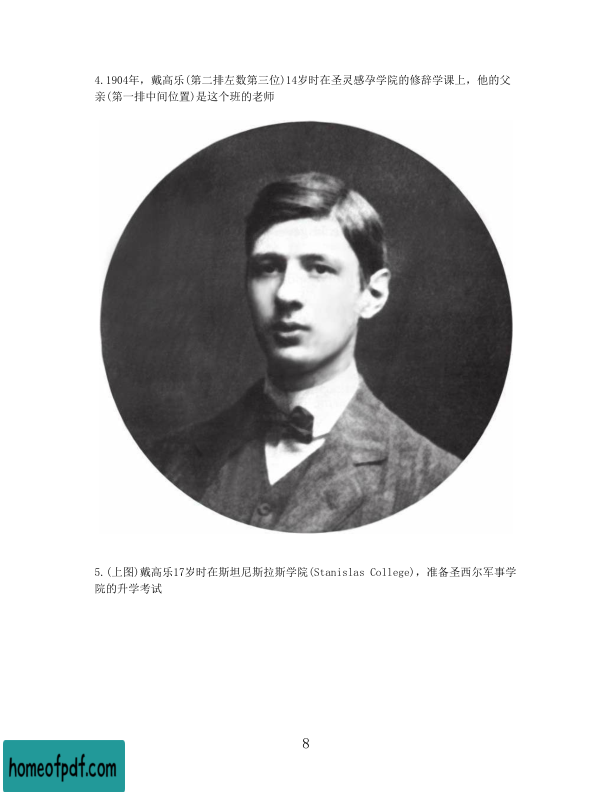 4.1904年，戴高乐(第二排左数第三位)14岁时在圣灵感孕学院的修辞学课上，他的父
亲(第一排中间位置)是这个班的老师
5.(上图)戴高乐17岁时在斯坦尼斯拉斯学院(Stanislas College)，准备圣西尔军事学
院的升学考试
8
homeofpdf.com